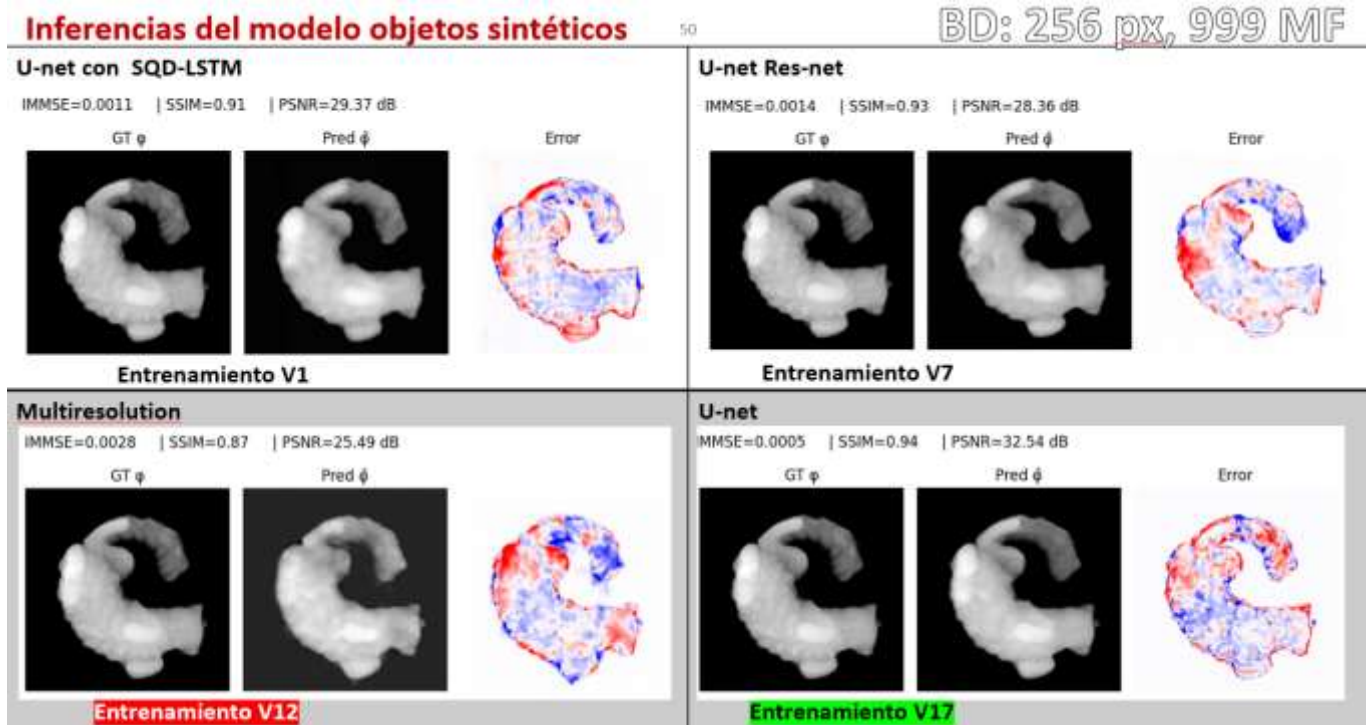 Inferencias del modelo objetos sintéticos
50
BD: 256 px, 999 MF
U-net con SQD-LSTM
IMMSE=0.0011 | SSIM=0.91 | PSNR=29.37 dB
GT φ
Pred φ̂
Error
Entrenamiento V1
U-net Res-net
IMMSE=0.0014 | SSIM=0.93 | PSNR=28.36 dB
GT φ
Pred φ̂
Error
Entrenamiento V7
Multiresolution
IMMSE=0.0028 | SSIM=0.87 | PSNR=25.49 dB
GT φ
Pred φ̂
Entrenamiento V12
U-net
IMMSE=0.0005 | SSIM=0.94 | PSNR=32.54 dB
GT φ
Pred φ̂
Error
Entrenamiento V17